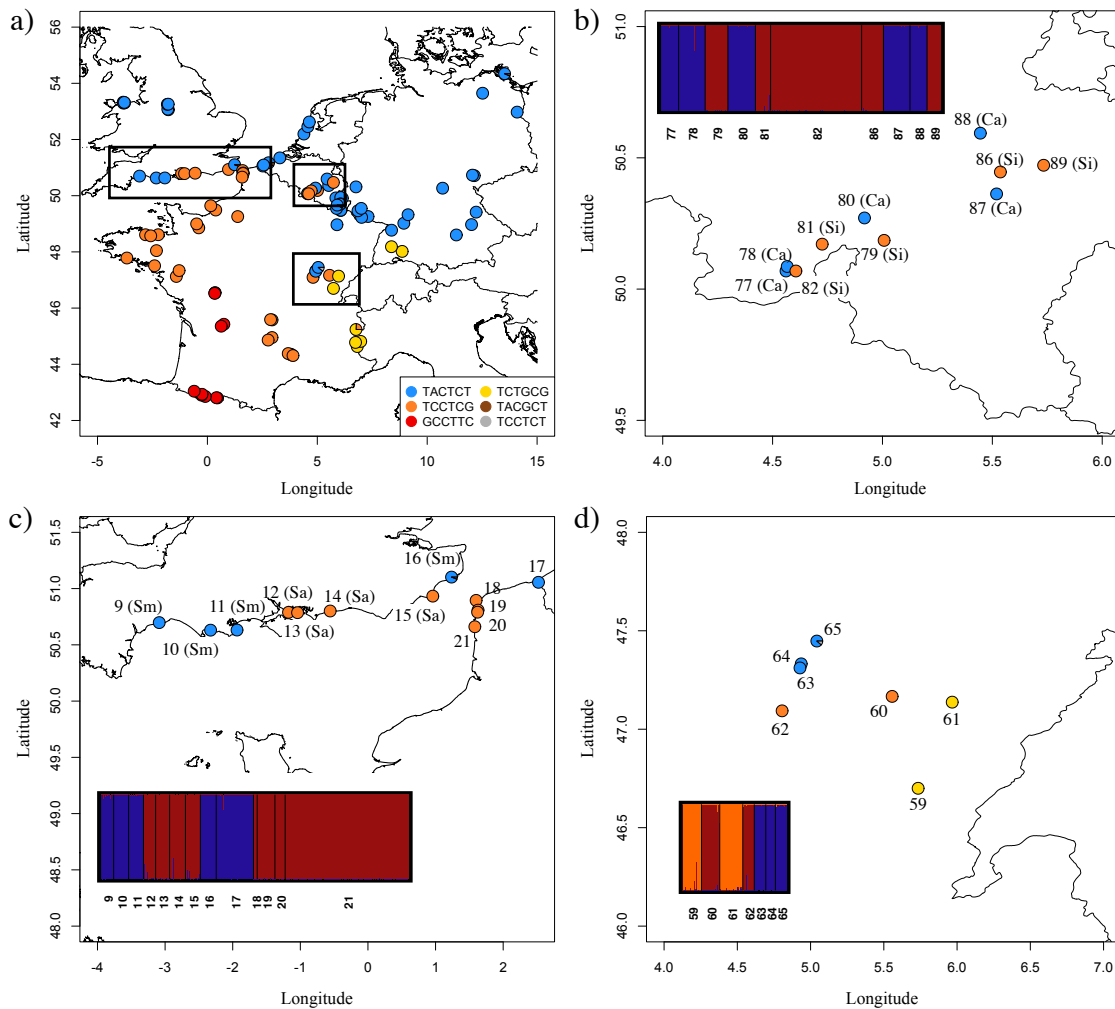 a)
56
54
52
50
48
46
44
42
Latitude
-5
0
5
10
15
Longitude
TACTCT
TCCTCG
GCCTTC
TCTGCG
TACGCT
TCCTCT
b)
51.0
50.5
50.0
49.5
Latitude
4.0
4.5
5.0
5.5
6.0
Longitude
77
78
79
80
81
82
86
87
88
89
88 (Ca)
86 (Si)
89 (Si)
87 (Ca)
80 (Ca)
81 (Si)
79 (Si)
78 (Ca)
77 (Ca)
82 (Si)
c)
51.5
51.0
50.5
50.0
49.5
49.0
48.5
48.0
Latitude
-4
-3
-2
-1
0
1
2
Longitude
16 (Sm)
17
12 (Sa)
14 (Sa)
18
9 (Sm)
11 (Sm)
15 (Sa)
19
13 (Sa)
20
10 (Sm)
21
9
10
11
12
13
14
15
16
17
18
19
20
21
d)
48.0
47.5
47.0
46.5
46.0
Latitude
4.0
4.5
5.0
5.5
6.0
6.5
7.0
Longitude
65
64
63
60
61
62
59
59
60
61
62
63
64
65